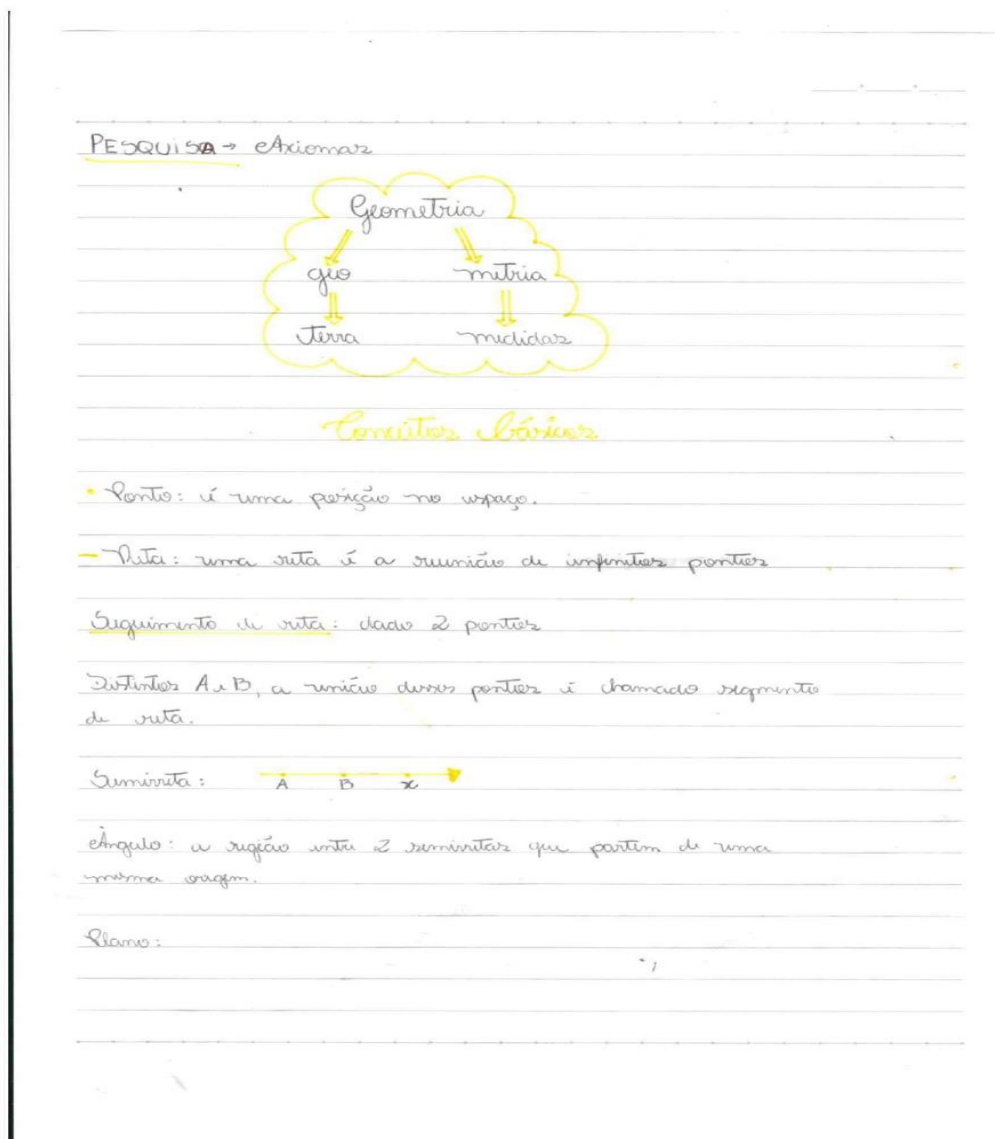 PESQUISA → Axiomas
Geometria
geo metria
terra medidas
Conceitos básicos
• Ponto: é uma posição no espaço.
— Reta: uma reta é a reunião de infinitos pontos
Seguimento de reta: dado 2 pontos
Distintos A e B, a união desses pontos é chamado segmento
de reta.
Semirreta: A B x
Ângulo: a região entre 2 semirretas que partem de uma
mesma origem.
Plano: